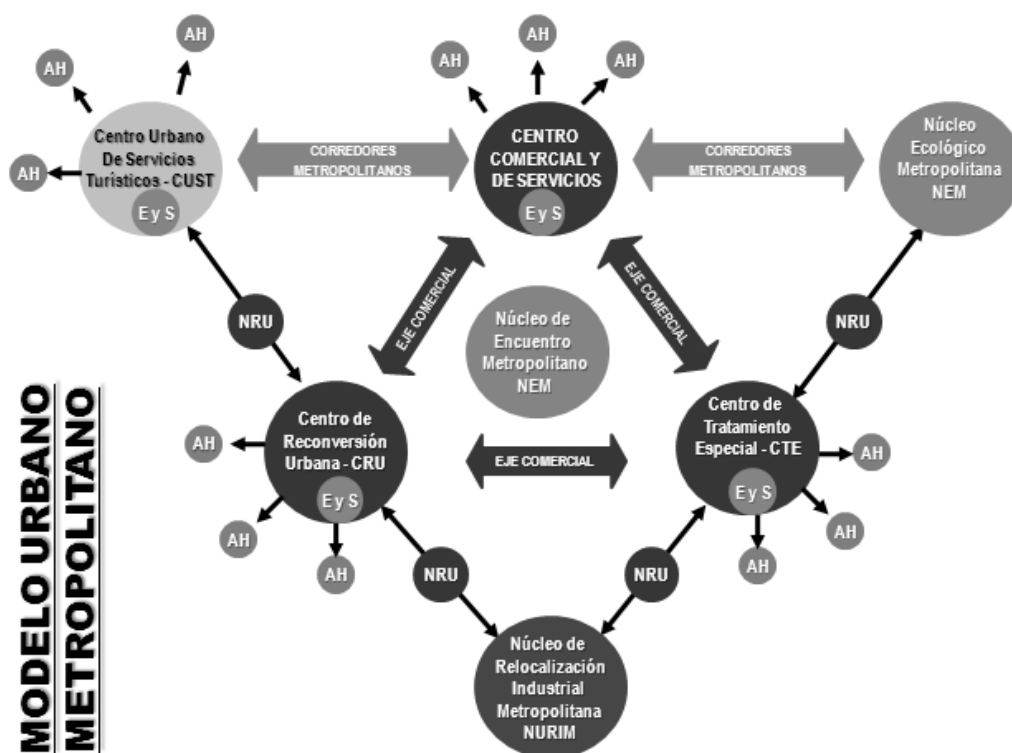 AH
AH
AH
AH
AH
AH
Centro Urbano
De Servicios
Turísticos - CUST
E y S
CORREDORES
METROPOLITANOS
CENTRO
COMERCIAL Y
DE SERVICIOS
E y S
CORREDORES
METROPOLITANOS
Núcleo
Ecológico
Metropolitana
NEM
EJE COMERCIAL
EJE COMERCIAL
NRU
Núcleo de
Encuentro
Metropolitano
NEM
NRU
Centro de
Reconversión
Urbana - CRU
E y S
EJE COMERCIAL
Centro de
Tratamiento
Especial - CTE
E y S
AH
AH
AH
AH
AH
AH
NRU
NRU
Núcleo de
Relocalización
Industrial
Metropolitana
NURIM
MODELO URBANO
METROPOLITANO